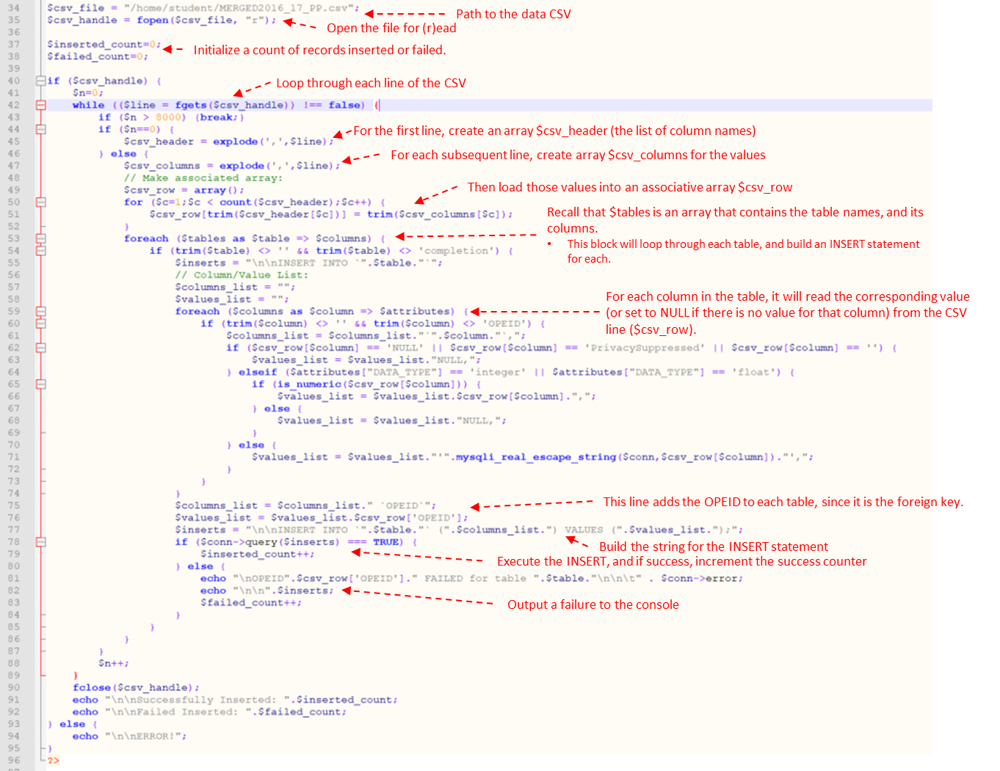 34 $csv_file = "/home/student/MERGED2016_17_PP.csv"; Path to the data CSV
35 $csv_handle = fopen($csv_file, "r"); Open the file for (r)ead
36
37 $inserted_count=0; Initialize a count of records inserted or failed.
38 $failed_count=0;
39
40 if ($csv_handle) { Loop through each line of the CSV
41 $n=0;
42 while (($line = fgets($csv_handle)) !== false) {
43 if ($n > 8000) {break;}
44 if ($n==0) { For the first line, create an array $csv_header (the list of column names)
45 $csv_header = explode(',',$line);
46 } else { For each subsequent line, create array $csv_columns for the values
47 $csv_columns = explode(',',$line);
48 // Make associated array:
49 $csv_row = array(); Then load those values into an associative array $csv_row
50 for ($c=1;$c < count($csv_header);$c++) {
51 $csv_row[trim($csv_header[$c])] = trim($csv_columns[$c]); Recall that $tables is an array that contains the table names, and its
52 } columns.
53 foreach ($tables as $table => $columns) { • This block will loop through each table, and build an INSERT statement
54 if (trim($table) <> '' && trim($table) <> 'completion') { for each.
55 $inserts = "\n\nINSERT INTO `".$table."`";
56 // Column/Value List:
57 $columns_list = "";
58 $values_list = ""; For each column in the table, it will read the corresponding value
59 foreach ($columns as $column => $attributes) { (or set to NULL if there is no value for that column) from the CSV
60 if (trim($column) <> '' && trim($column) <> 'OPEID') { line ($csv_row).
61 $columns_list = $columns_list."`".$column."`,";
62 if ($csv_row[$column] == 'NULL' || $csv_row[$column] == 'PrivacySuppressed' || $csv_row[$column] == '') {
63 $values_list = $values_list."NULL,";
64 } elseif ($attributes["DATA_TYPE"] == 'integer' || $attributes["DATA_TYPE"] == 'float') {
65 if (is_numeric($csv_row[$column])) {
66 $values_list = $values_list.$csv_row[$column].",";
67 } else {
68 $values_list = $values_list."NULL,";
69 }
70 } else {
71 $values_list = $values_list."'".mysqli_real_escape_string($conn,$csv_row[$column])."',";
72 }
73 }
74 }
75 $columns_list = $columns_list." `OPEID`"; This line adds the OPEID to each table, since it is the foreign key.
76 $values_list = $values_list.$csv_row['OPEID'];
77 $inserts = "\n\nINSERT INTO `".$table."` (".$columns_list.") VALUES (".$values_list.");";
78 if ($conn->query($inserts) === TRUE) { Build the string for the INSERT statement
79 $inserted_count++; Execute the INSERT, and if success, increment the success counter
80 } else {
81 echo "\nOPEID".$csv_row['OPEID']." FAILED for table ".$table."\n\n\t" . $conn->error;
82 echo "\n\n".$inserts;
83 $failed_count++; Output a failure to the console
84 }
85 }
86 }
87 }
88 $n++;
89 }
90 fclose($csv_handle);
91 echo "\n\nSuccessfully Inserted: ".$inserted_count;
92 echo "\n\nFailed Inserted: ".$failed_count;
93 } else {
94 echo "\n\nERROR!";
95 }
96 ?>